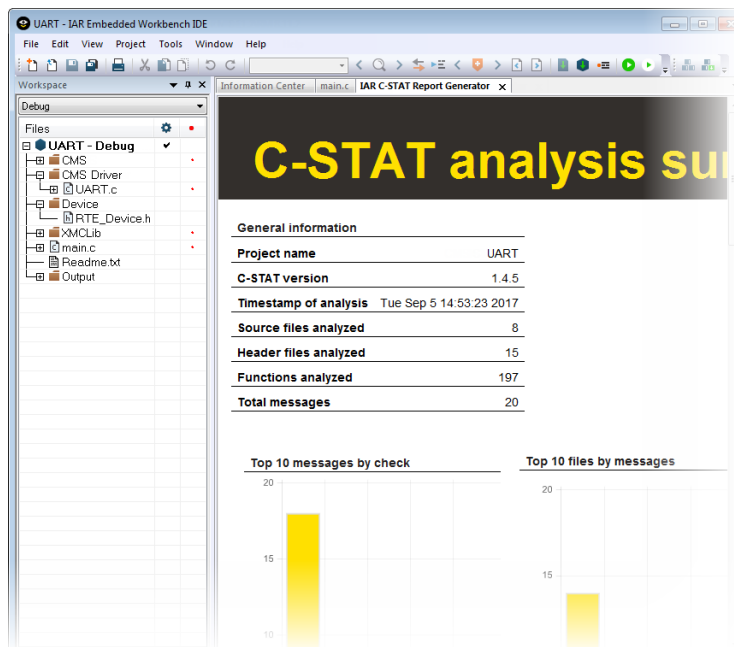 UART - IAR Embedded Workbench IDE
File Edit View Project Tools Window Help
Workspace
Debug
Files
UART - Debug
CMS
CMS Driver
UART.c
Device
RTE_Device.h
XMCLib
main.c
Readme.txt
Output
Information Center main.c IAR C-STAT Report Generator
C-STAT analysis su
General information
Project name UART
C-STAT version 1.4.5
Timestamp of analysis Tue Sep 5 14:53:23 2017
Source files analyzed 8
Header files analyzed 15
Functions analyzed 197
Total messages 20
Top 10 messages by check
20
15
10
Top 10 files by messages
20
15